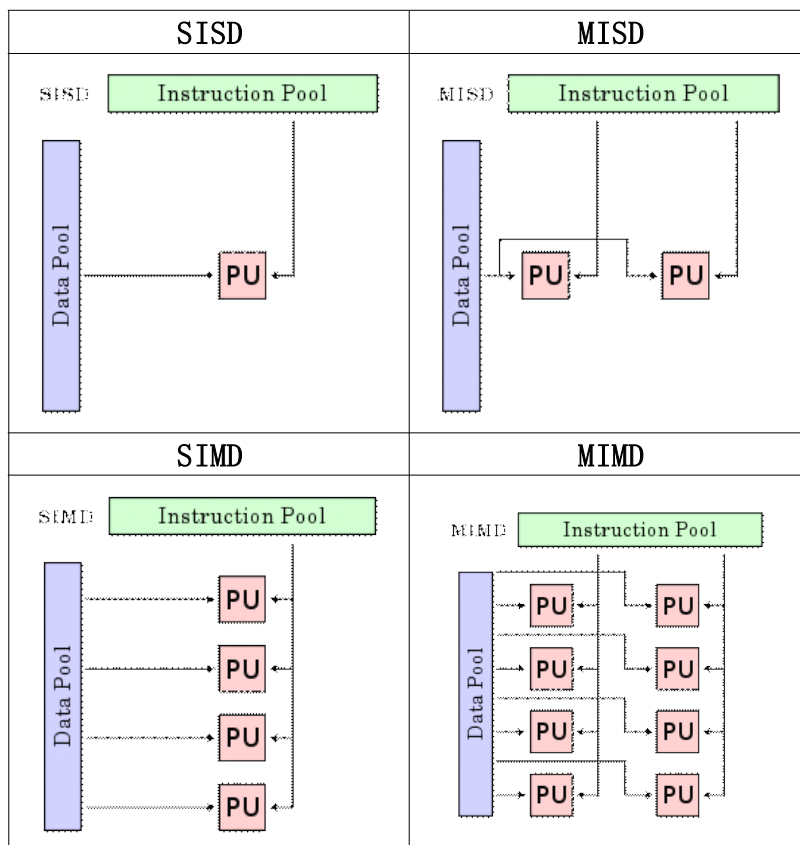 SISD
MISD
SISD
Instruction Pool
Data Pool
PU
MISD
Instruction Pool
Data Pool
PU
PU
SIMD
MIMD
SIMD
Instruction Pool
Data Pool
PU
PU
PU
PU
MIMD
Instruction Pool
Data Pool
PU
PU
PU
PU
PU
PU
PU
PU